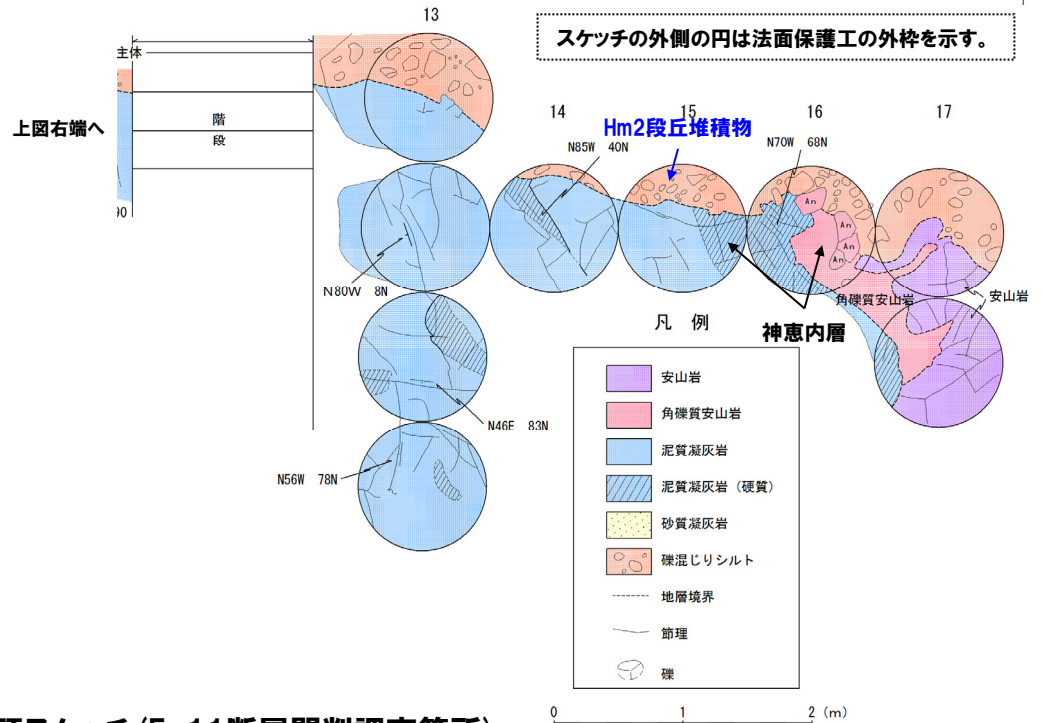 13
スケッチの外側の円は法面保護工の外枠を示す。
主体
上図右端へ
階
段
14
15
16
17
Hm2段丘堆積物
N85W 40N
N70W 68N
An
An
An
An
N80W 8N
角礫質安山岩
安山岩
神恵内層
N46E 83N
N56W 78N
凡 例
安山岩
角礫質安山岩
泥質凝灰岩
泥質凝灰岩(硬質)
砂質凝灰岩
礫混じりシルト
地層境界
節理
礫
0 1 2 (m)